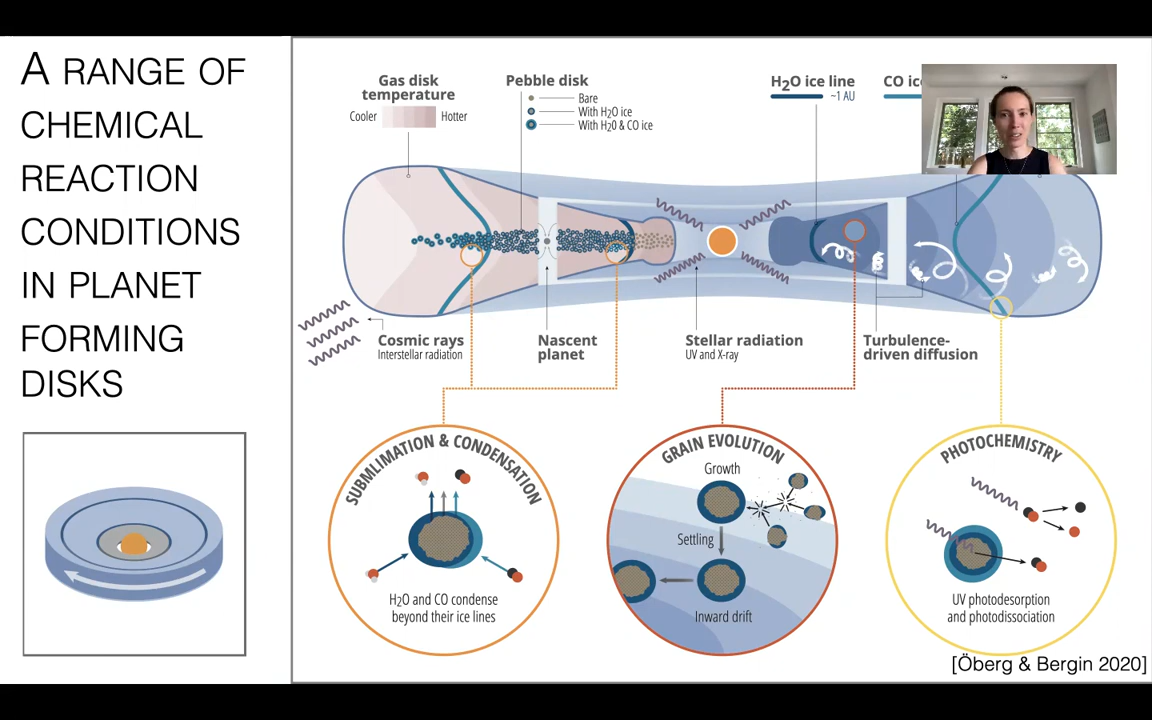 A RANGE OF
CHEMICAL
REACTION
CONDITIONS
IN PLANET
FORMING
DISKS
Gas disk
temperature
Cooler
Hotter
Pebble disk
Bare
With H2O ice
With H20 & CO ice
H2O ice line
~1 AU
CO
Cosmic rays
Interstellar radiation
Nascent
planet
Stellar radiation
UV and X-ray
Turbulence-
driven diffusion
SUBMLIMATION & CONDENSATION
H2O and CO condense
beyond their ice lines
GRAIN EVOLUTION
Growth
Settling
Inward drift
PHOTOCHEMISTRY
UV photodesorption
and photodissociation
[Öberg & Bergin 2020]